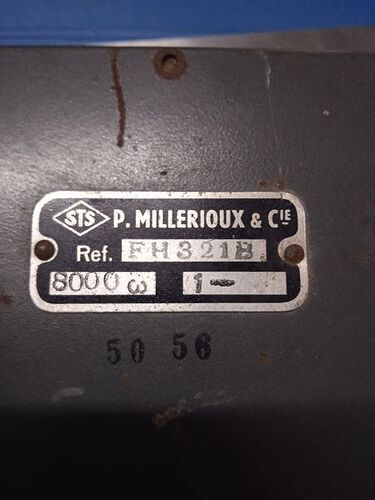 STS P. MILLERIOUX & CIE
Ref. FH321B
8000 ω 1
50 56